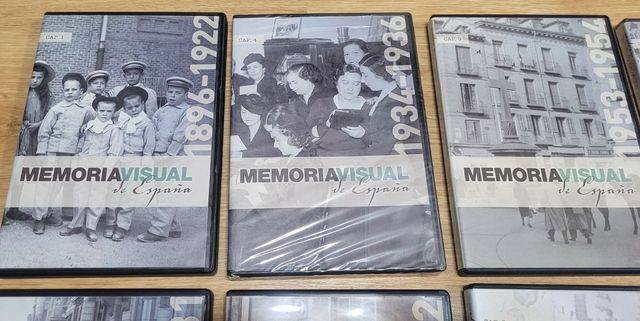 CAP. 1
1896-1922
MEMORIAVISUAL
de España
CAP. 4
1934-1936
MEMORIAVISUAL
de España
CAP. 9
1953-1954
MEMORIAVISUAL
de España